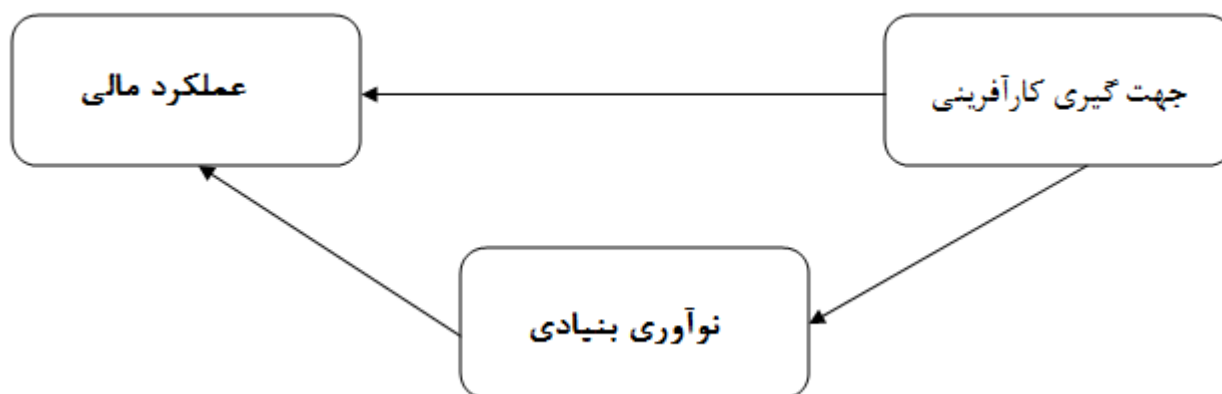 جهت گیری کارآفرینی
عملکرد مالی
نوآوری بنیادی